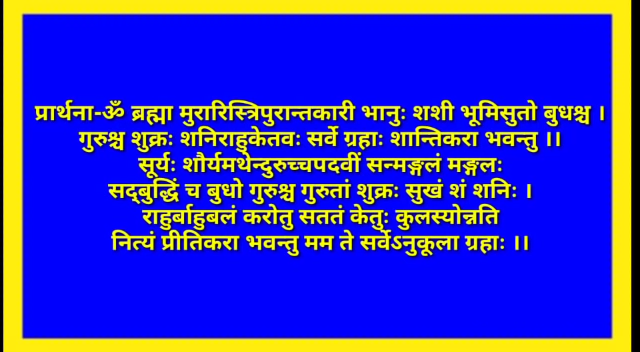 प्रार्थना-ॐ ब्रह्मा मुरारिस्त्रिपुरान्तकारी भानुः शशी भूमिसुतो बुधश्च ।
गुरुश्च शुक्रः शनिराहुकेतवः सर्वे ग्रहाः शान्तिकरा भवन्तु ।।
सूर्यः शौर्यमथेन्दुरुच्चपदवीं सन्मङ्गलं मङ्गलः
सद्बुद्धिं च बुधो गुरुश्च गुरुतां शुक्रः सुखं शं शनिः ।
राहुर्बाहुबलं करोतु सततं केतुः कुलस्योन्नति
नित्यं प्रीतिकरा भवन्तु मम ते सर्वेऽनुकूला ग्रहाः ।।